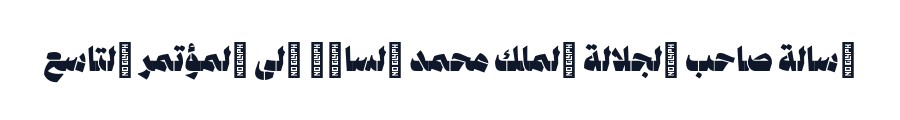 ▯سالة صاحب ▯لجلالة ▯لملك محمد ▯لسا▯▯ ▯لى ▯لمؤتمر ▯لتاسع